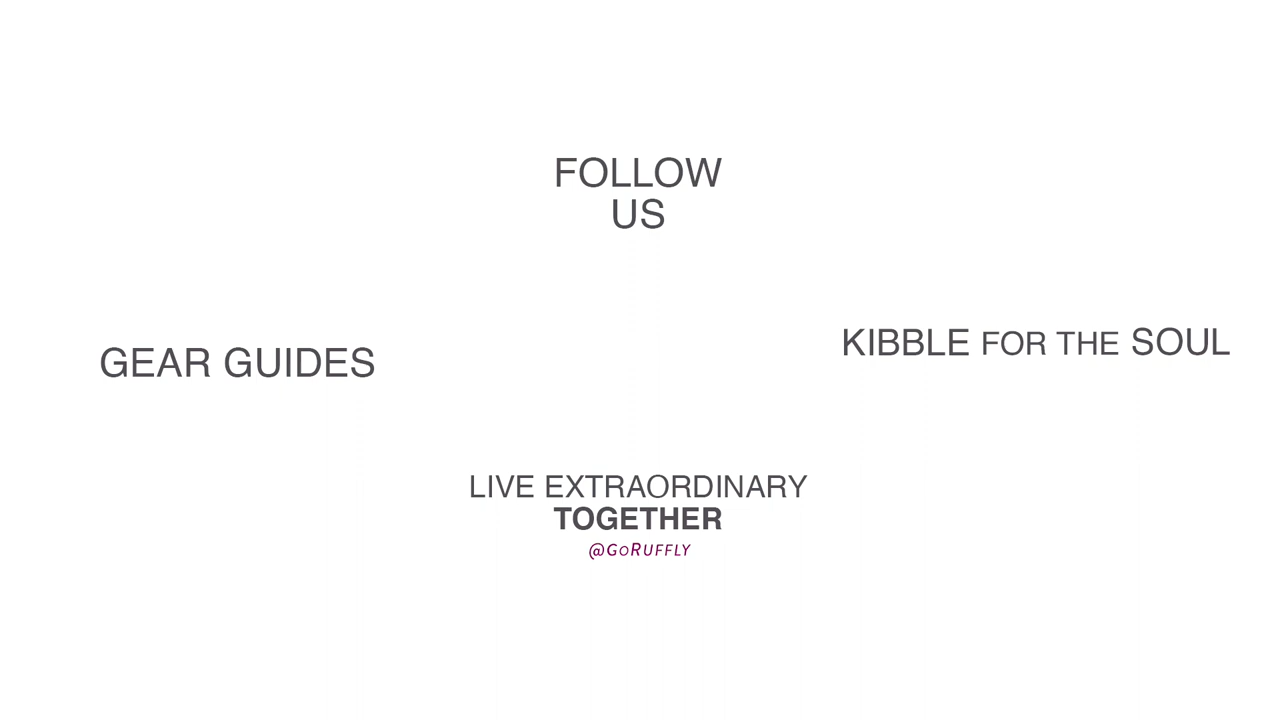 FOLLOW
US
GEAR GUIDES
KIBBLE FOR THE SOUL
LIVE EXTRAORDINARY
TOGETHER
@GoRuffly